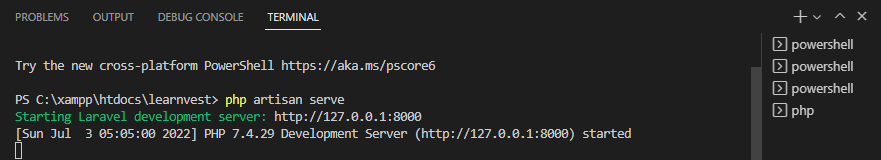 PROBLEMS OUTPUT DEBUG CONSOLE TERMINAL
Try the new cross-platform PowerShell https://aka.ms/pscore6
PS C:\xampp\htdocs\learnvest> php artisan serve
Starting Laravel development server: http://127.0.0.1:8000
[Sun Jul  3 05:05:00 2022] PHP 7.4.29 Development Server (http://127.0.0.1:8000) started
powershell
powershell
powershell
php